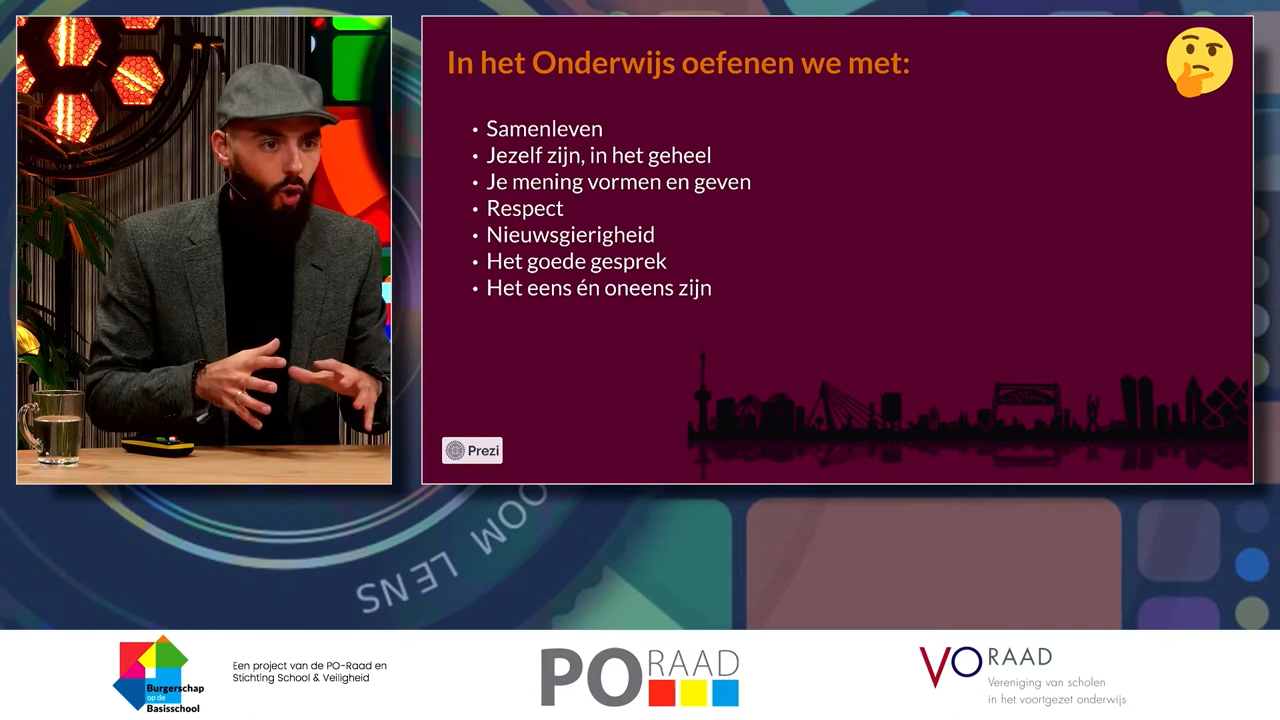 In het Onderwijs oefenen we met:
• Samenleven
• Jezelf zijn, in het geheel
• Je mening vormen en geven
• Respect
• Nieuwsgierigheid
• Het goede gesprek
• Het eens én oneens zijn
Prezi
OOM LENS
Burgerschap
op de
Basisschool
Een project van de PO-Raad en
Stichting School & Veiligheid
PO RAAD
VO RAAD
Vereniging van scholen
in het voortgezet onderwijs